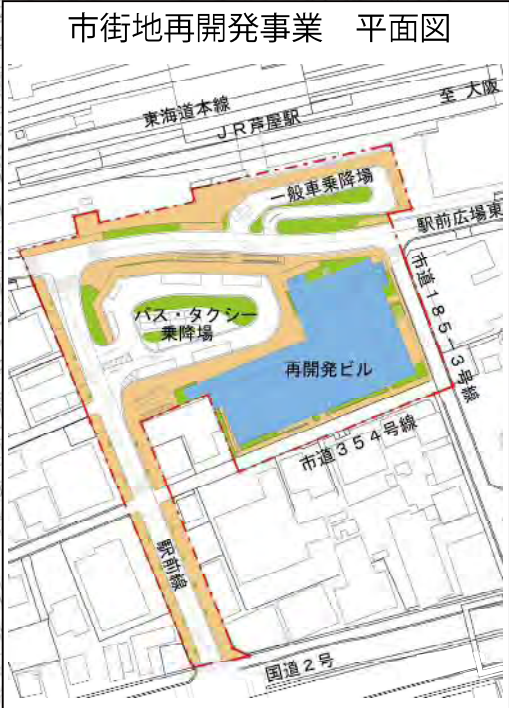 市街地再開発事業　平面図
至 大阪
東海道本線
ＪＲ芦屋駅
一般車乗降場
駅前広場東
市道１８５－３号線
バス・タクシー
乗降場
再開発ビル
市道３５４号線
駅前線
国道２号